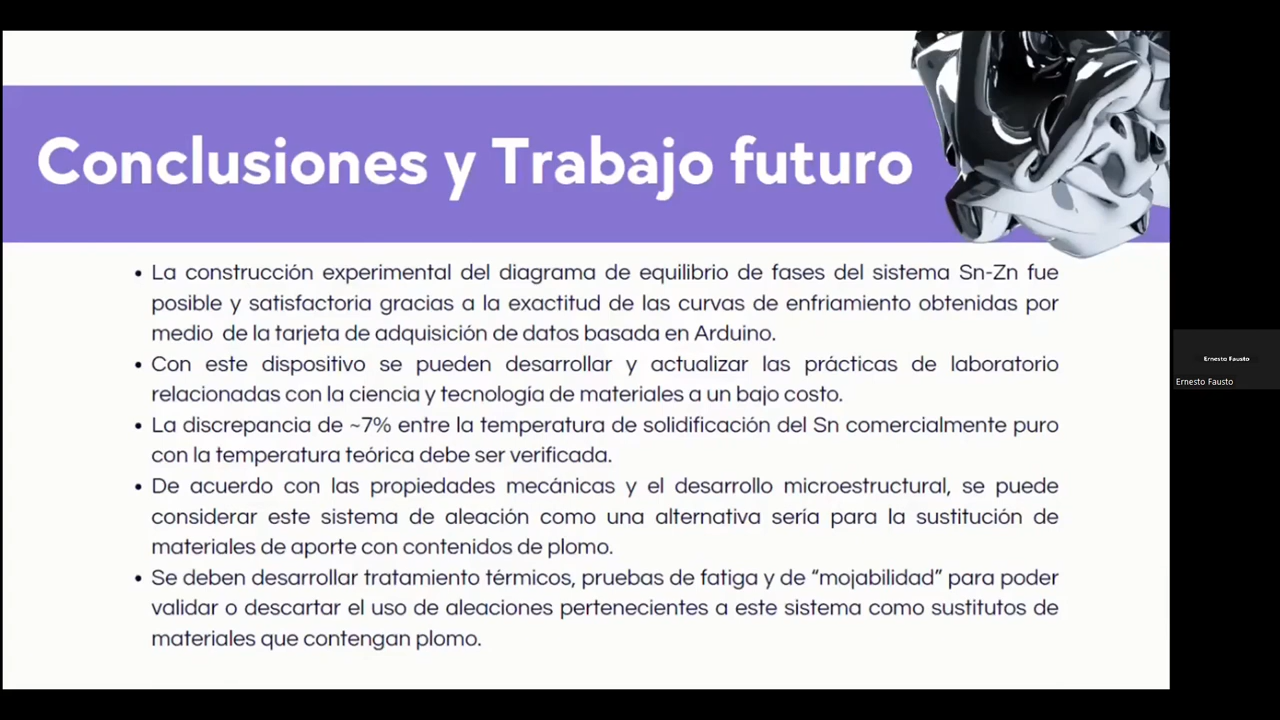 Conclusiones y Trabajo futuro
• La construcción experimental del diagrama de equilibrio de fases del sistema Sn-Zn fue
posible y satisfactoria gracias a la exactitud de las curvas de enfriamiento obtenidas por
medio de la tarjeta de adquisición de datos basada en Arduino.
• Con este dispositivo se pueden desarrollar y actualizar las prácticas de laboratorio
relacionadas con la ciencia y tecnología de materiales a un bajo costo.
• La discrepancia de ~7% entre la temperatura de solidificación del Sn comercialmente puro
con la temperatura teórica debe ser verificada.
• De acuerdo con las propiedades mecánicas y el desarrollo microestructural, se puede
considerar este sistema de aleación como una alternativa seria para la sustitución de
materiales de aporte con contenidos de plomo.
• Se deben desarrollar tratamiento térmicos, pruebas de fatiga y de “mojabilidad” para poder
validar o descartar el uso de aleaciones pertenecientes a este sistema como sustitutos de
materiales que contengan plomo.
Ernesto Fausto
Ernesto Fausto